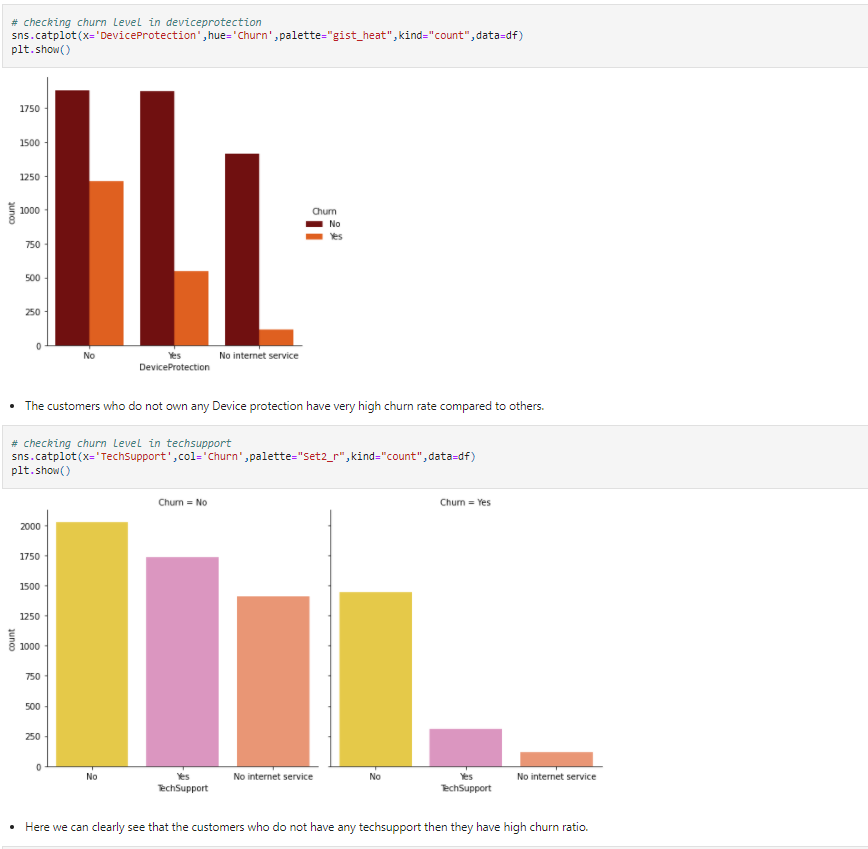 # checking churn level in deviceprotection
sns.catplot(x='DeviceProtection',hue='Churn',palette="gist_heat",kind="count",data=df)
plt.show()
1750
1500
1250
1000
750
500
250
0
count
No
Yes
No internet service
DeviceProtection
Churn
No
Yes
• The customers who do not own any Device protection have very high churn rate compared to others.
# checking churn level in techsupport
sns.catplot(x='TechSupport',col='Churn',palette="Set2_r",kind="count",data=df)
plt.show()
Churn = No
Churn = Yes
2000
1750
1500
1250
1000
750
500
250
0
count
No
Yes
No internet service
TechSupport
No
Yes
No internet service
TechSupport
• Here we can clearly see that the customers who do not have any techsupport then they have high churn ratio.